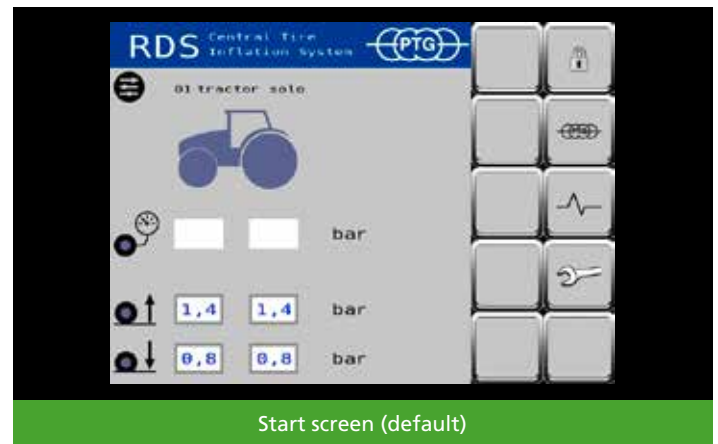 RDS Central Tire
Inflation System
PTG
01 tractor solo
PTG
bar
1,4 1,4 bar
0,8 0,8 bar
Start screen (default)